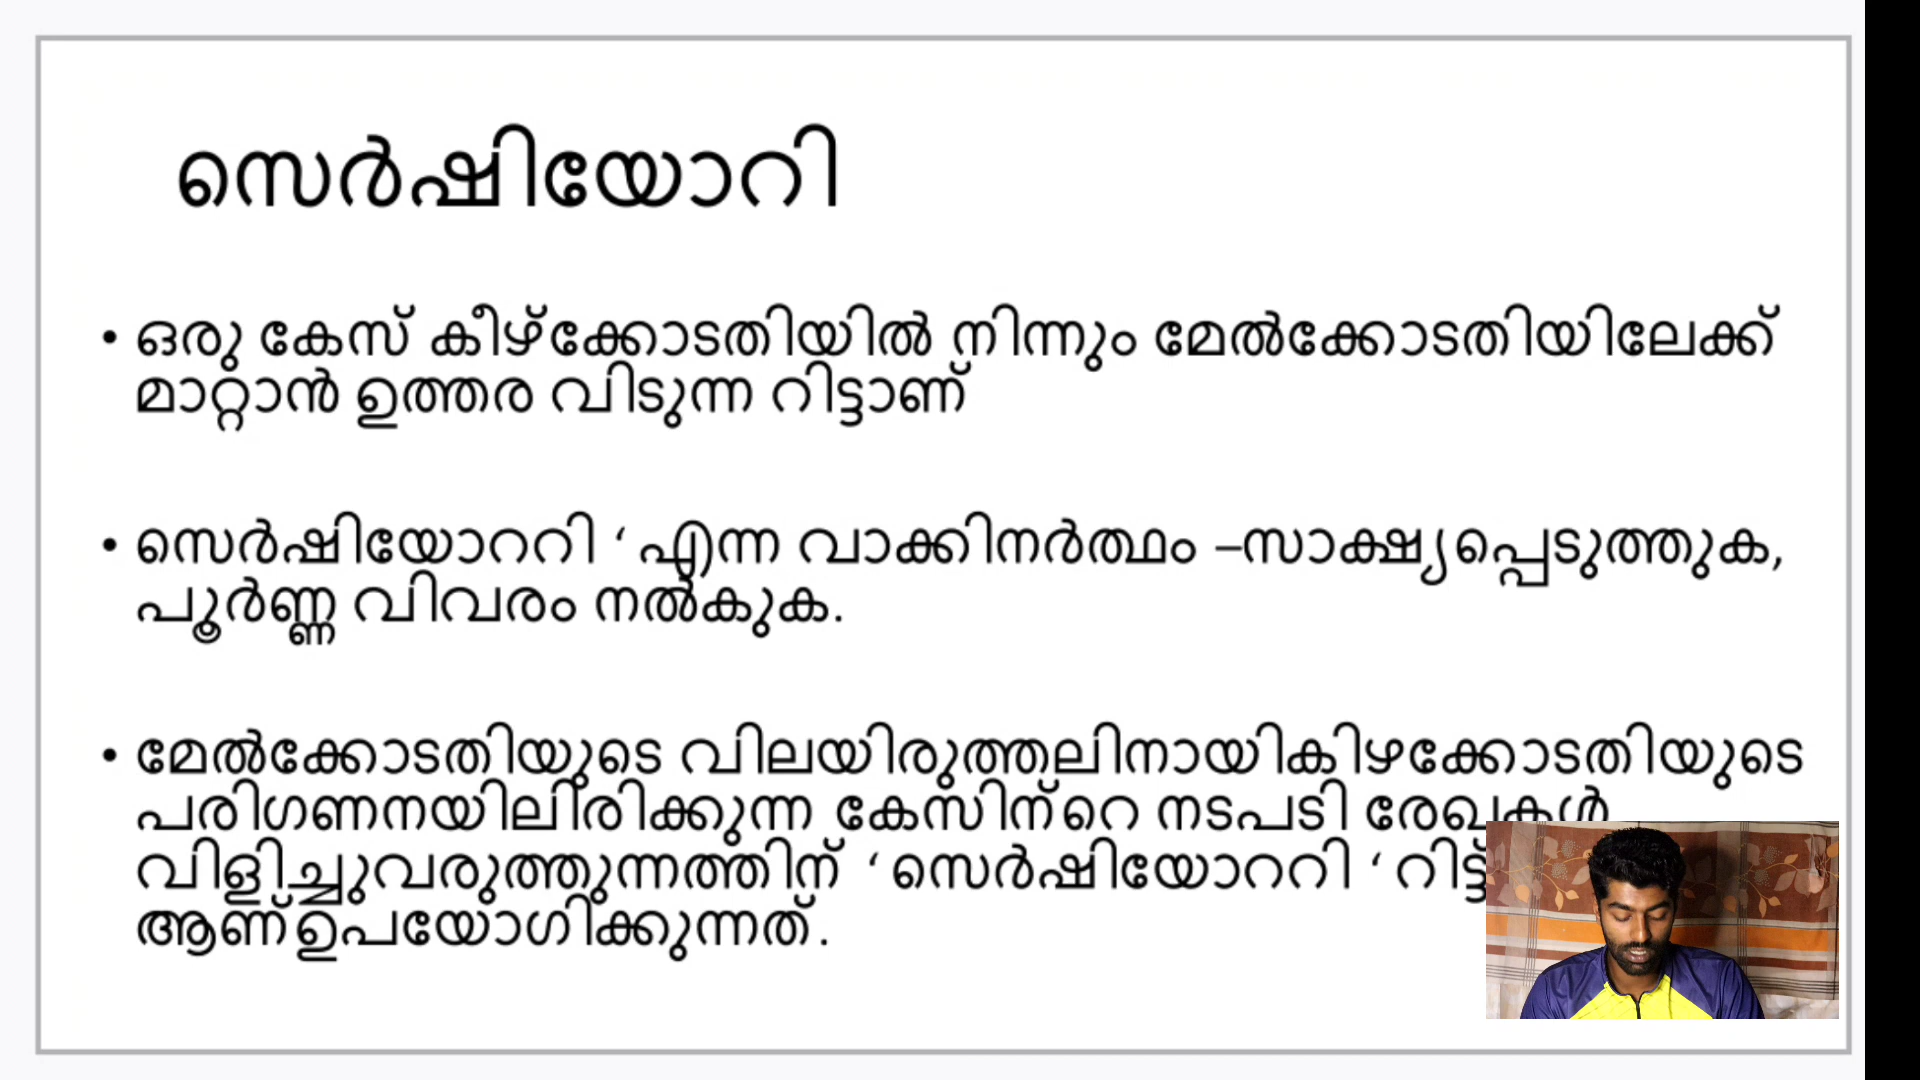 സെർഷിയോറി
• ഒരു കേസ് കീഴ്ക്കോടതിയിൽ നിന്നും മേൽക്കോടതിയിലേക്ക്
മാറ്റാൻ ഉത്തര വിടുന്ന റിട്ടാണ്
• സെർഷിയോററി ‘ എന്ന വാക്കിനർത്ഥം –സാക്ഷ്യപ്പെടുത്തുക,
പൂർണ്ണ വിവരം നൽകുക.
• മേൽക്കോടതിയുടെ വിലയിരുത്തലിനായികിഴക്കോടതിയുടെ
പരിഗണനയിലിരിക്കുന്ന കേസിന്റെ നടപടി രേഖകൾ
വിളിച്ചുവരുത്തുന്നത്തിന് ‘സെർഷിയോററി ‘റിട്ട്
ആണ്ഉപയോഗിക്കുന്നത്.